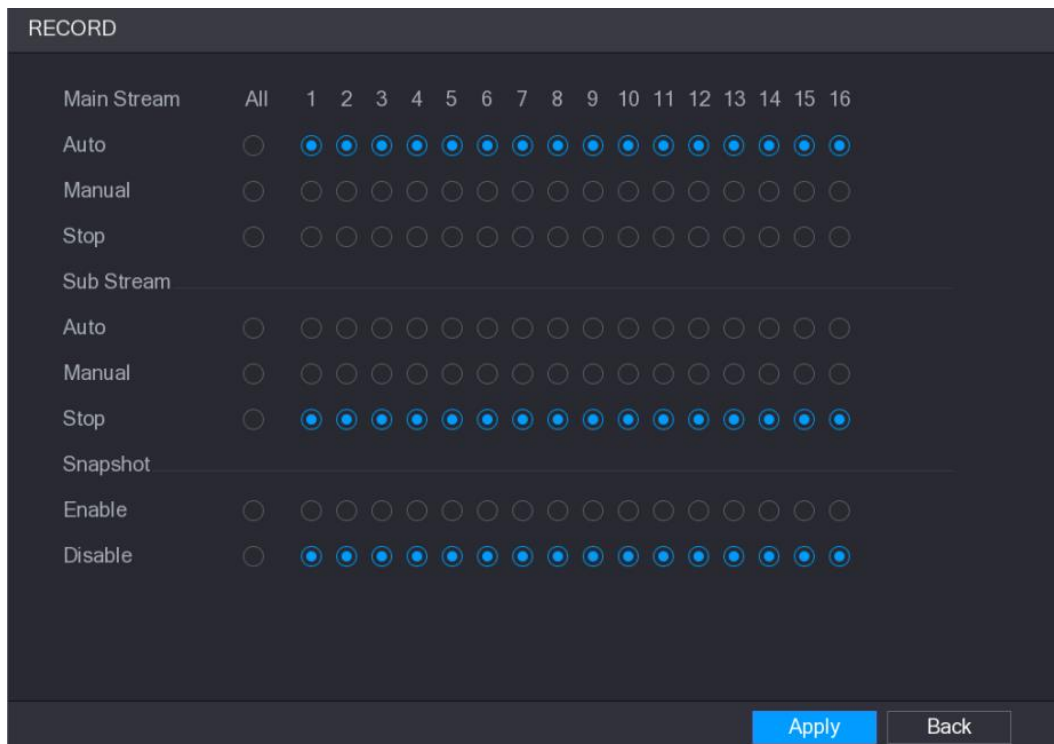 RECORD
Main Stream All 1 2 3 4 5 6 7 8 9 10 11 12 13 14 15 16
Auto
Manual
Stop
Sub Stream
Auto
Manual
Stop
Snapshot
Enable
Disable
Apply Back